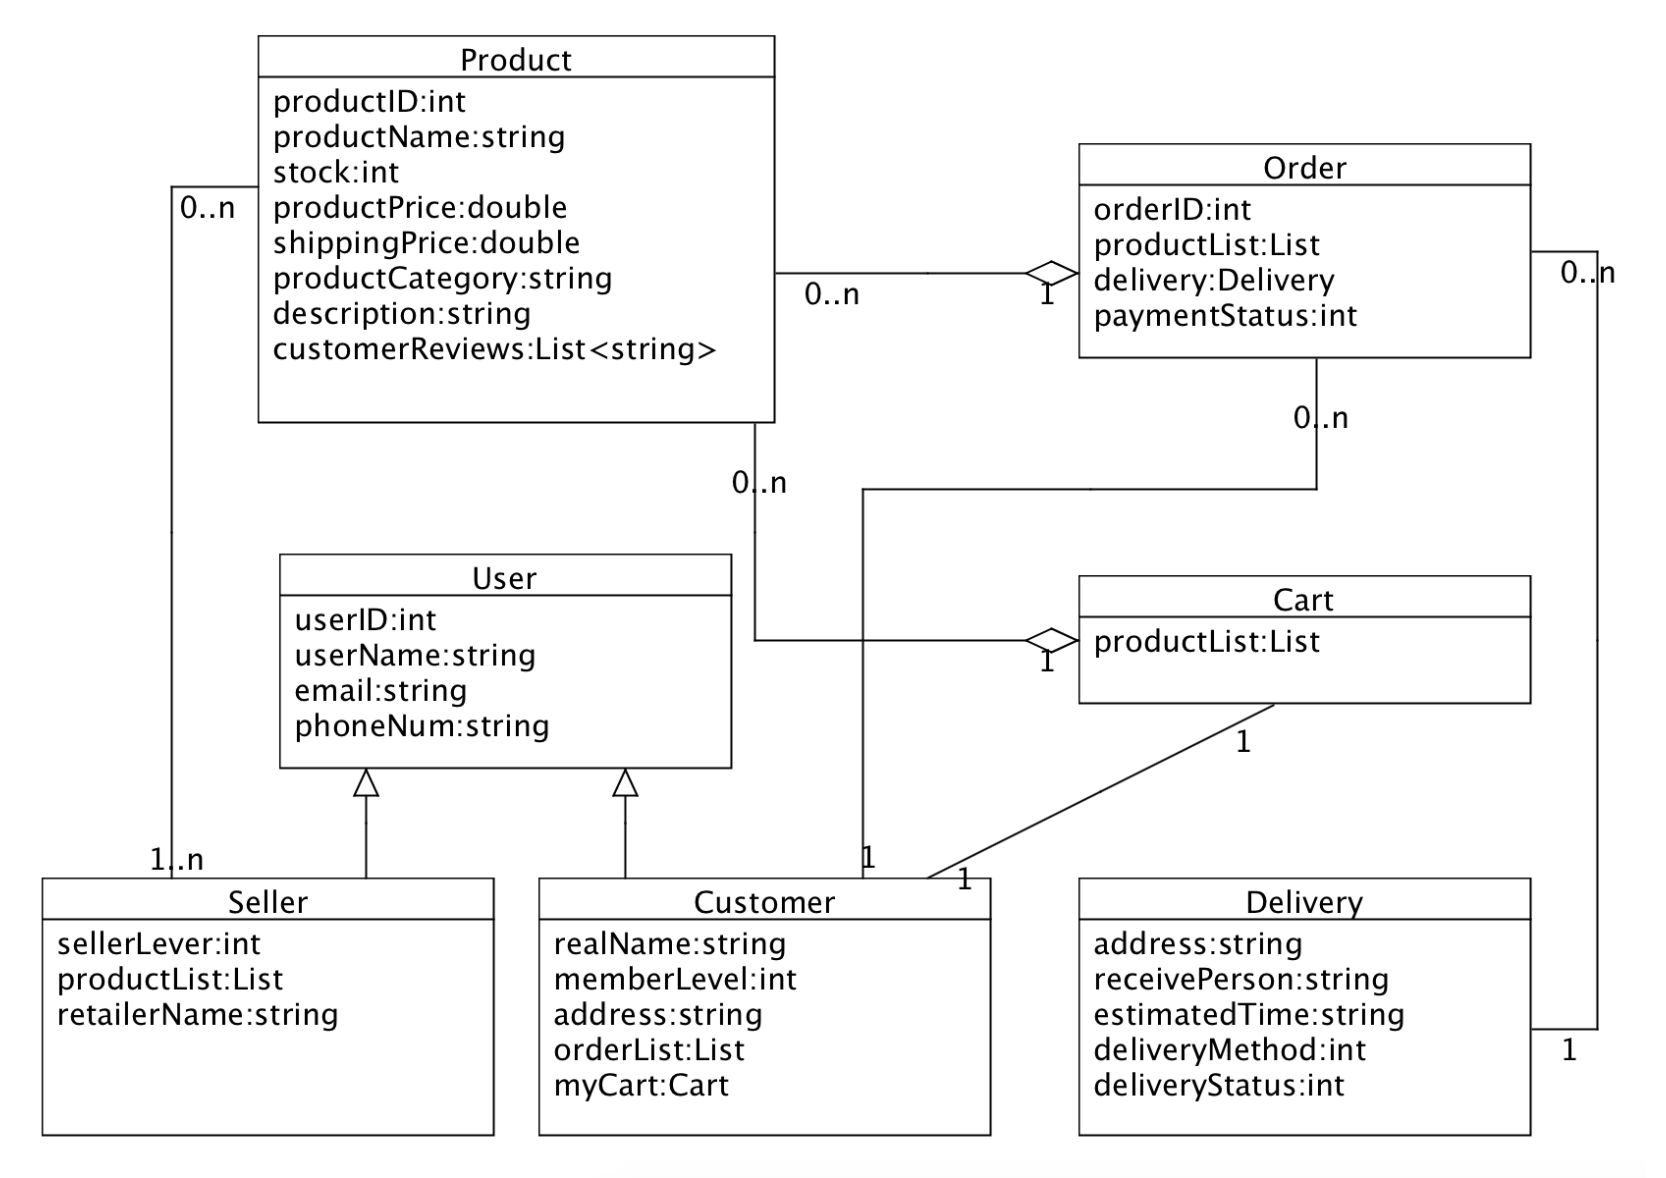 Product
productID:int
productName:string
stock:int
productPrice:double
shippingPrice:double
productCategory:string
description:string
customerReviews:List<string>
0..n
0..n
1
Order
orderID:int
productList:List
delivery:Delivery
paymentStatus:int
0..n
0..n
0..n
User
userID:int
userName:string
email:string
phoneNum:string
Cart
productList:List
1
1
1..n
1
1
Seller
sellerLever:int
productList:List
retailerName:string
Customer
realName:string
memberLevel:int
address:string
orderList:List
myCart:Cart
Delivery
address:string
receivePerson:string
estimatedTime:string
deliveryMethod:int
deliveryStatus:int
1